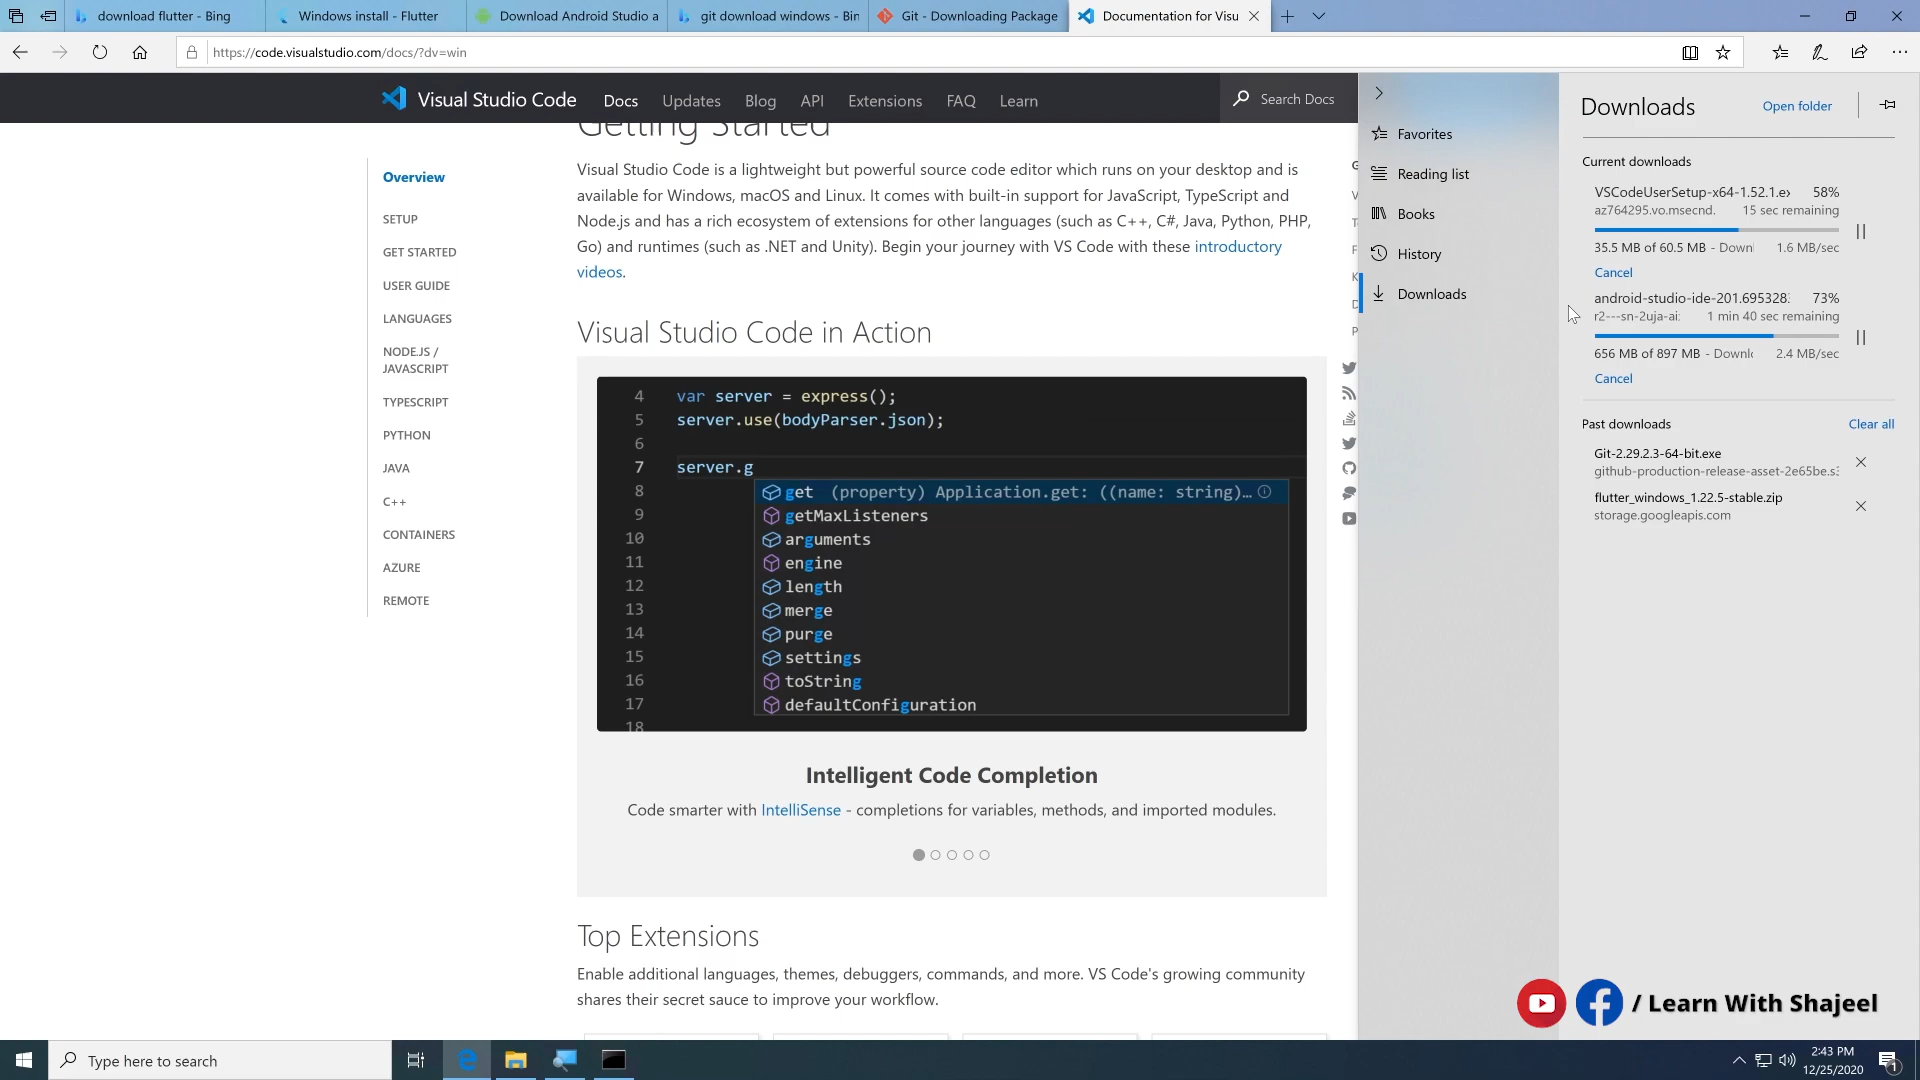 download flutter - Bing
Windows install - Flutter
Download Android Studio a
git download windows - Bin
Git - Downloading Package
Documentation for Visu
https://code.visualstudio.com/docs/?dv=win
Visual Studio Code
Docs
Updates
Blog
API
Extensions
FAQ
Learn
Search Docs
Overview
SETUP
GET STARTED
USER GUIDE
LANGUAGES
NODE.JS /
JAVASCRIPT
TYPESCRIPT
PYTHON
JAVA
C++
CONTAINERS
AZURE
REMOTE
Getting Started
Visual Studio Code is a lightweight but powerful source code editor which runs on your desktop and is
available for Windows, macOS and Linux. It comes with built-in support for JavaScript, TypeScript and
Node.js and has a rich ecosystem of extensions for other languages (such as C++, C#, Java, Python, PHP,
Go) and runtimes (such as .NET and Unity). Begin your journey with VS Code with these introductory
videos.
Visual Studio Code in Action
4 var server = express();
5 server.use(bodyParser.json);
6
7 server.g
8 get (property) Application.get: ((name: string)…
9 getMaxListeners
10 arguments
11 engine
12 length
13 merge
14 purge
15 settings
16 toString
17 defaultConfiguration
18
Intelligent Code Completion
Code smarter with IntelliSense - completions for variables, methods, and imported modules.
Top Extensions
Enable additional languages, themes, debuggers, commands, and more. VS Code's growing community
shares their secret sauce to improve your workflow.
Favorites
Reading list
Books
History
Downloads
Downloads
Open folder
Current downloads
VSCodeUserSetup-x64-1.52.1.ex 58%
az764295.vo.msecnd. 15 sec remaining
35.5 MB of 60.5 MB - Downl 1.6 MB/sec
Cancel
android-studio-ide-201.6953283 73%
r2---sn-2uja-ai: 1 min 40 sec remaining
656 MB of 897 MB - Downlo 2.4 MB/sec
Cancel
Past downloads
Clear all
Git-2.29.2.3-64-bit.exe
github-production-release-asset-2e65be.s3
flutter_windows_1.22.5-stable.zip
storage.googleapis.com
/ Learn With Shajeel
Type here to search
2:43 PM
12/25/2020
1